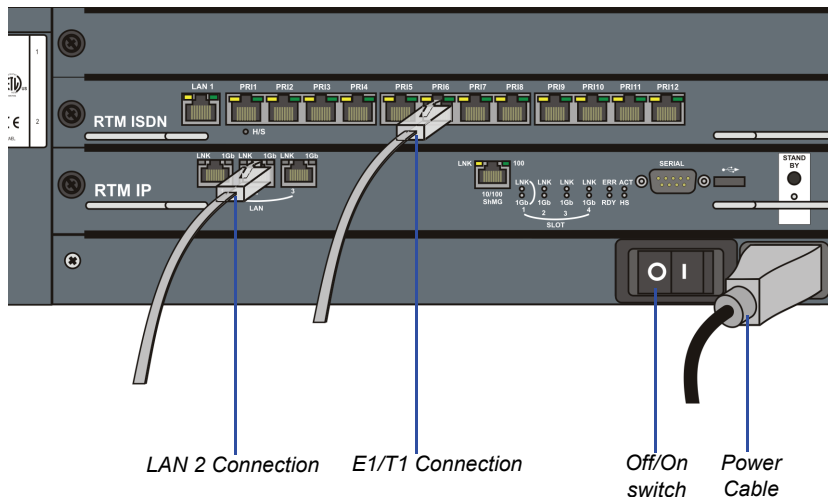 1
LAN 1 PRI1 PRI2 PRI3 PRI4 PRI5 PRI6 PRI7 PRI8 PRI9 PRI10 PRI11 PRI12
RTM ISDN
H/S
2
LNK 1Gb LNK 1Gb LNK 1Gb
RTM IP
3
LAN
LNK 100
10/100
ShMG
LNK LNK LNK LNK ERR ACT
1Gb 1Gb 1Gb 1Gb RDY HS
1 2 3 4
SLOT
SERIAL
STAND
BY
O I
LAN 2 Connection
E1/T1 Connection
Off/On
switch
Power
Cable